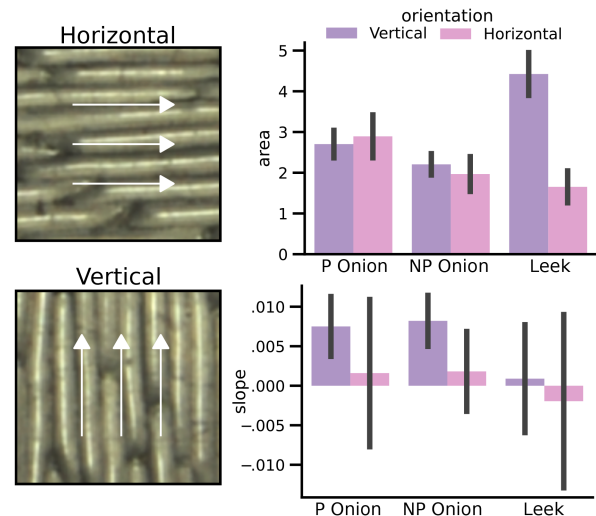 Horizontal
orientation
Vertical
Horizontal
area
5
4
3
2
1
0
P Onion
NP Onion
Leek
Vertical
slope
.010
.005
.000
−.005
−.010
P Onion
NP Onion
Leek